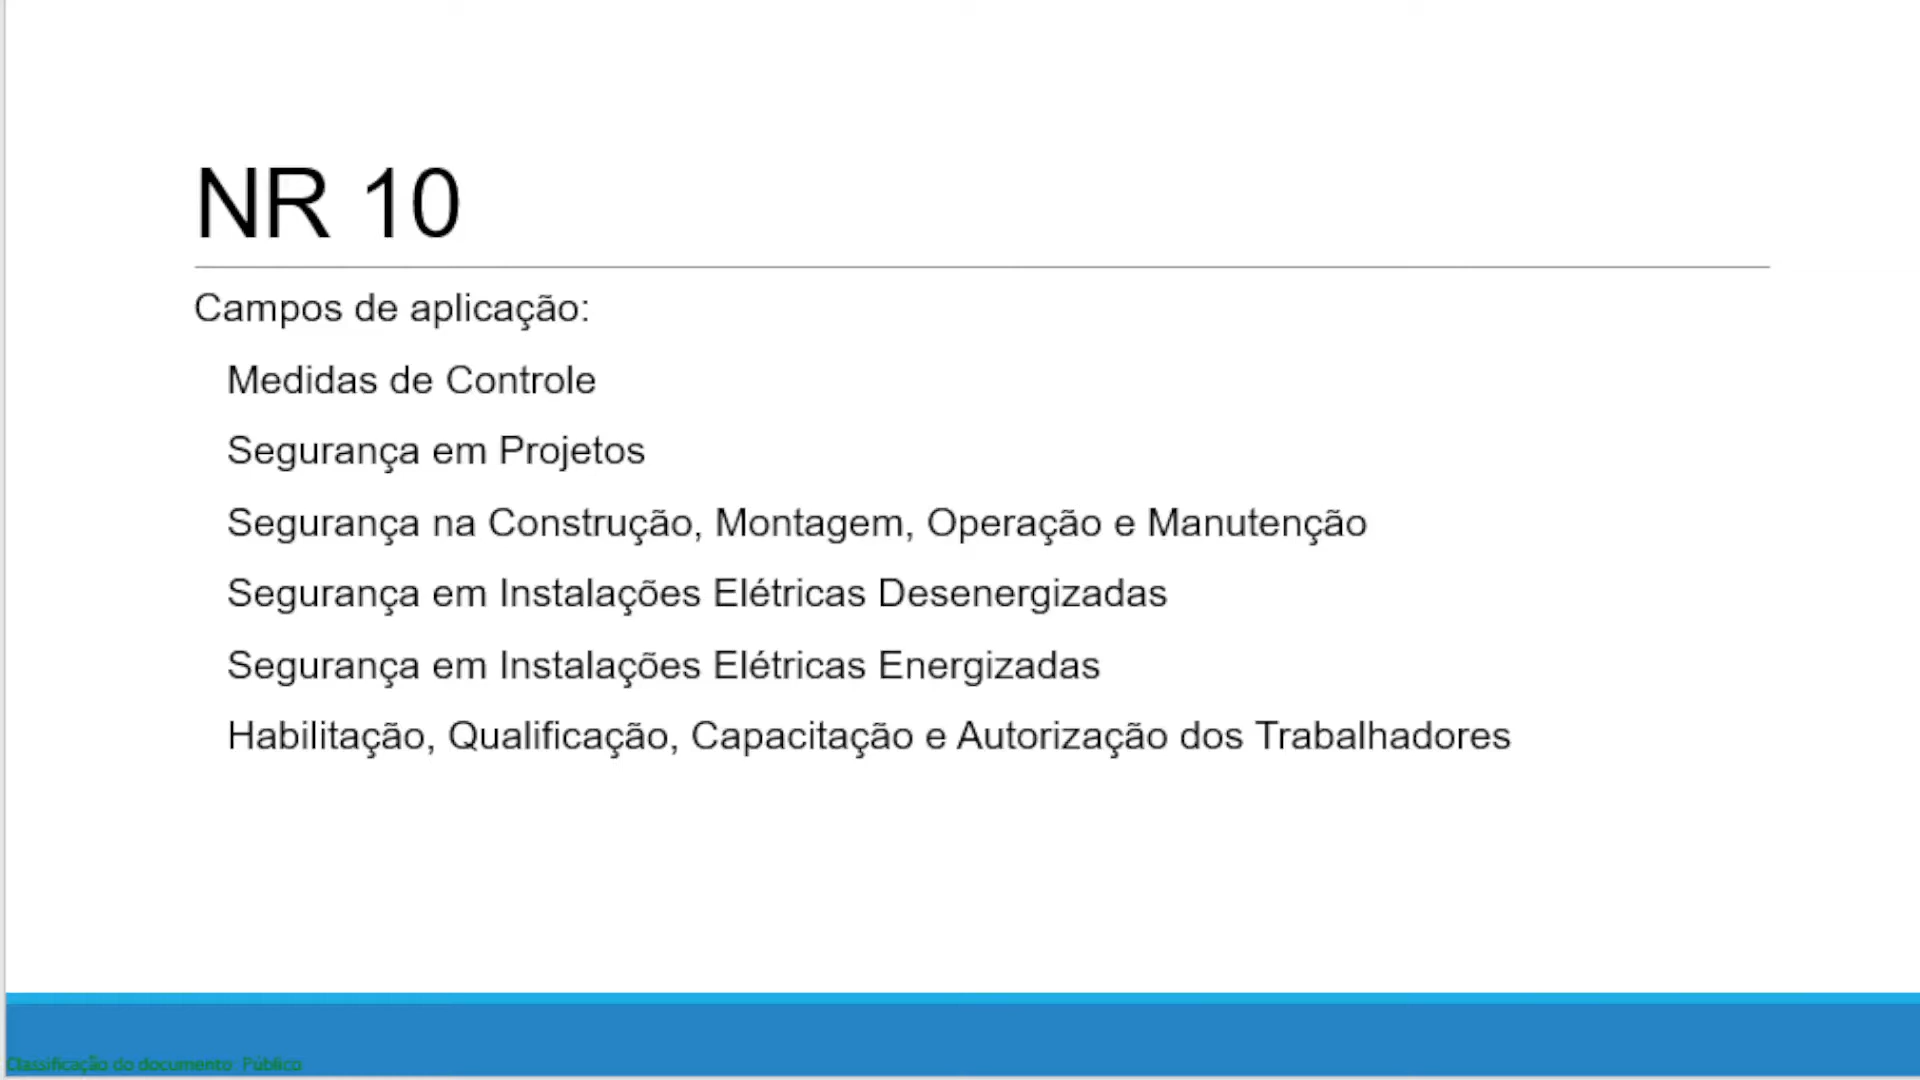 NR 10
Campos de aplicação:
Medidas de Controle
Segurança em Projetos
Segurança na Construção, Montagem, Operação e Manutenção
Segurança em Instalações Elétricas Desenergizadas
Segurança em Instalações Elétricas Energizadas
Habilitação, Qualificação, Capacitação e Autorização dos Trabalhadores
Classificação do documento: Público